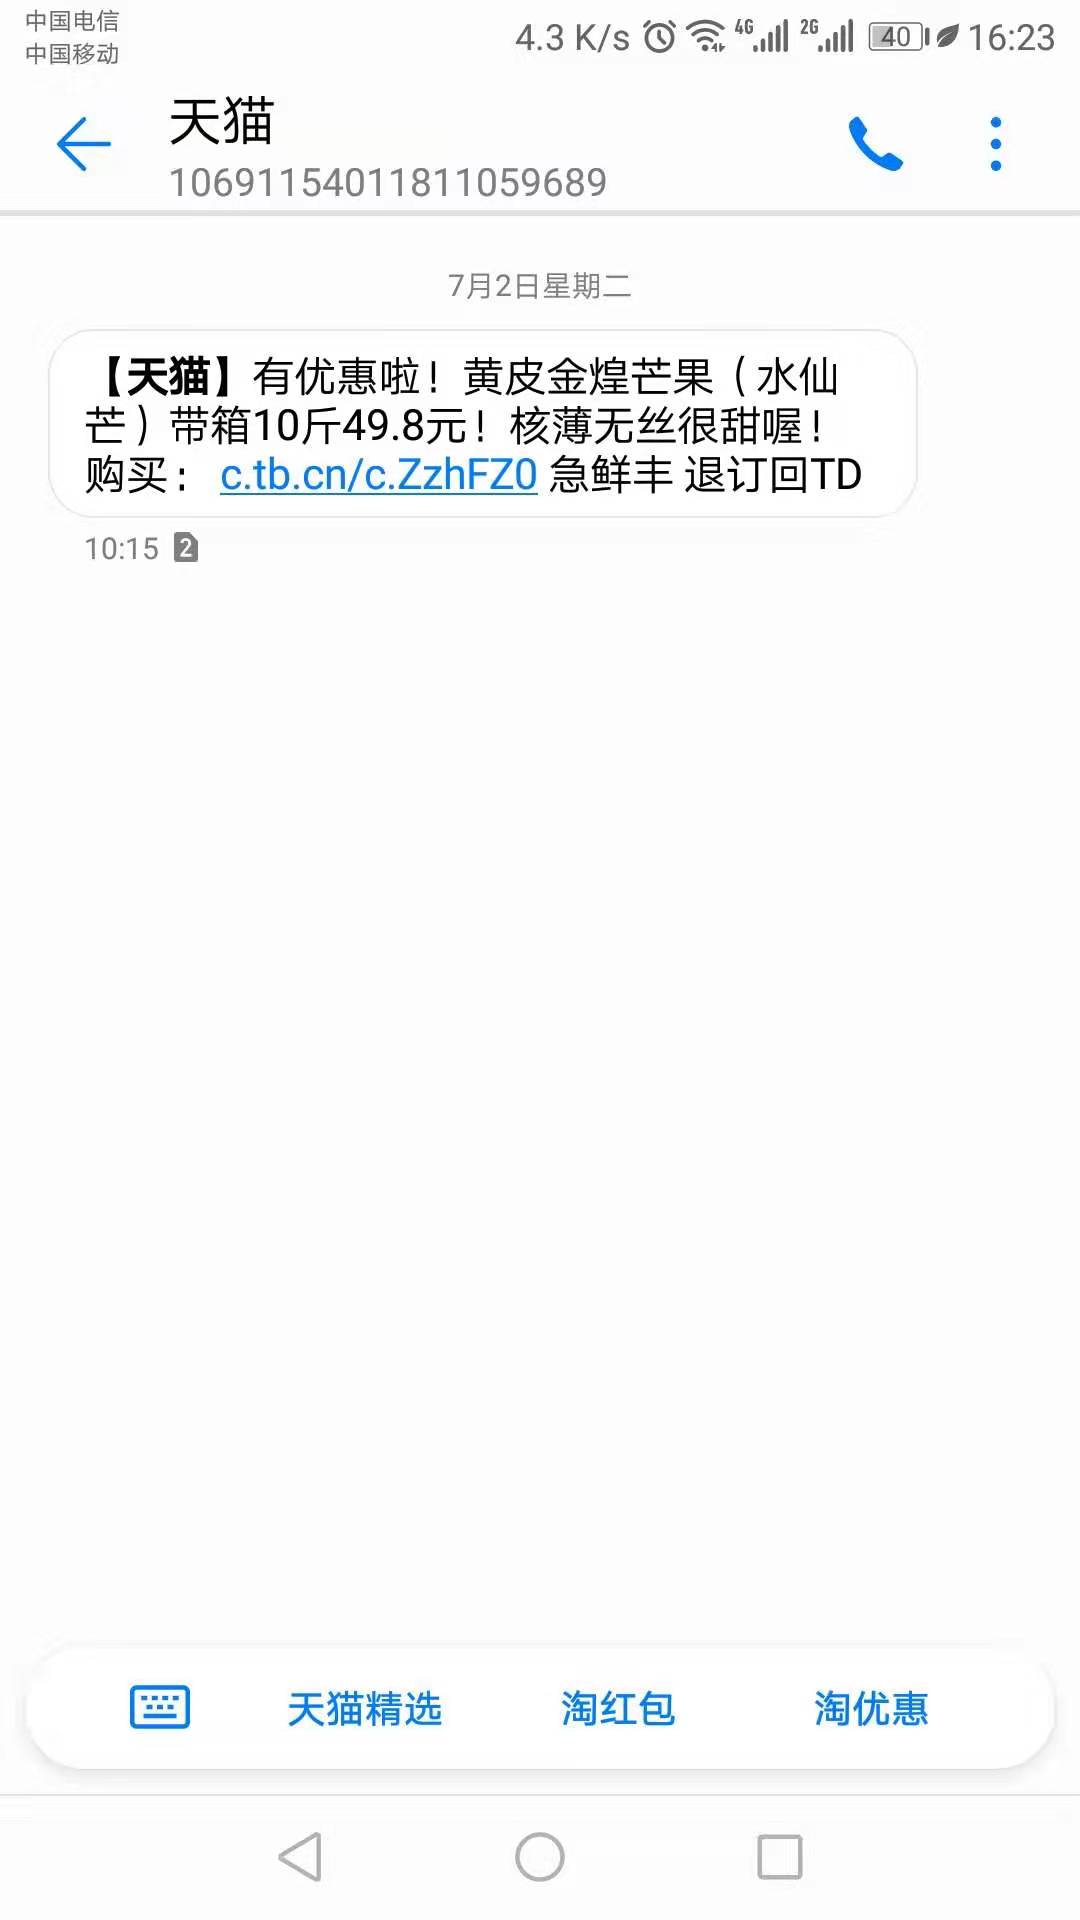 中国电信
中国移动
4.3 K/s 4G 2G 40 16:23
天猫
10691154011811059689
7月2日星期二
【天猫】有优惠啦！黄皮金煌芒果（水仙
芒）带箱10斤49.8元！核薄无丝很甜喔！
购买：c.tb.cn/c.ZzhFZ0 急鲜丰 退订回TD
10:15 2
天猫精选 淘红包 淘优惠